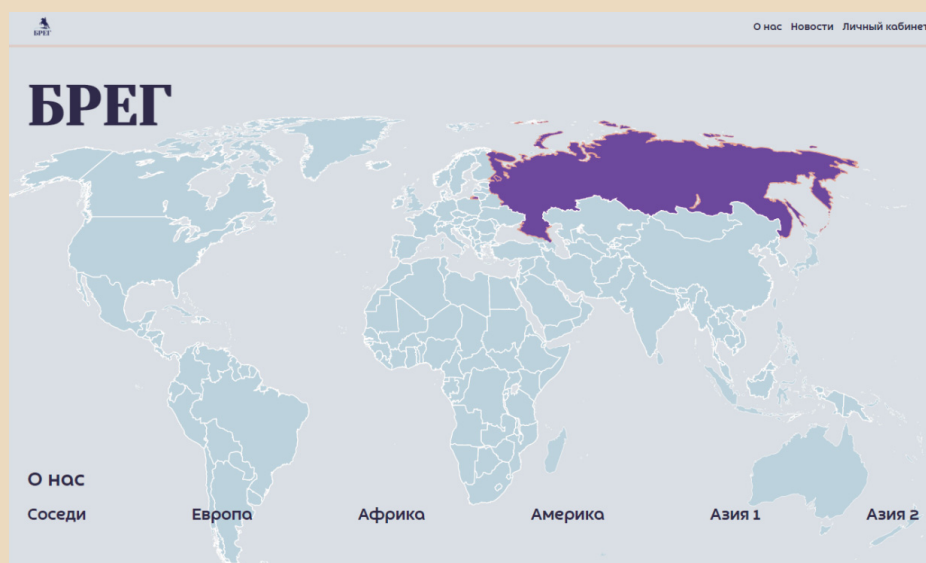 БРЕГ
О нас Новости Личный кабинет
БРЕГ
О нас
Соседи Европа Африка Америка Азия 1 Азия 2